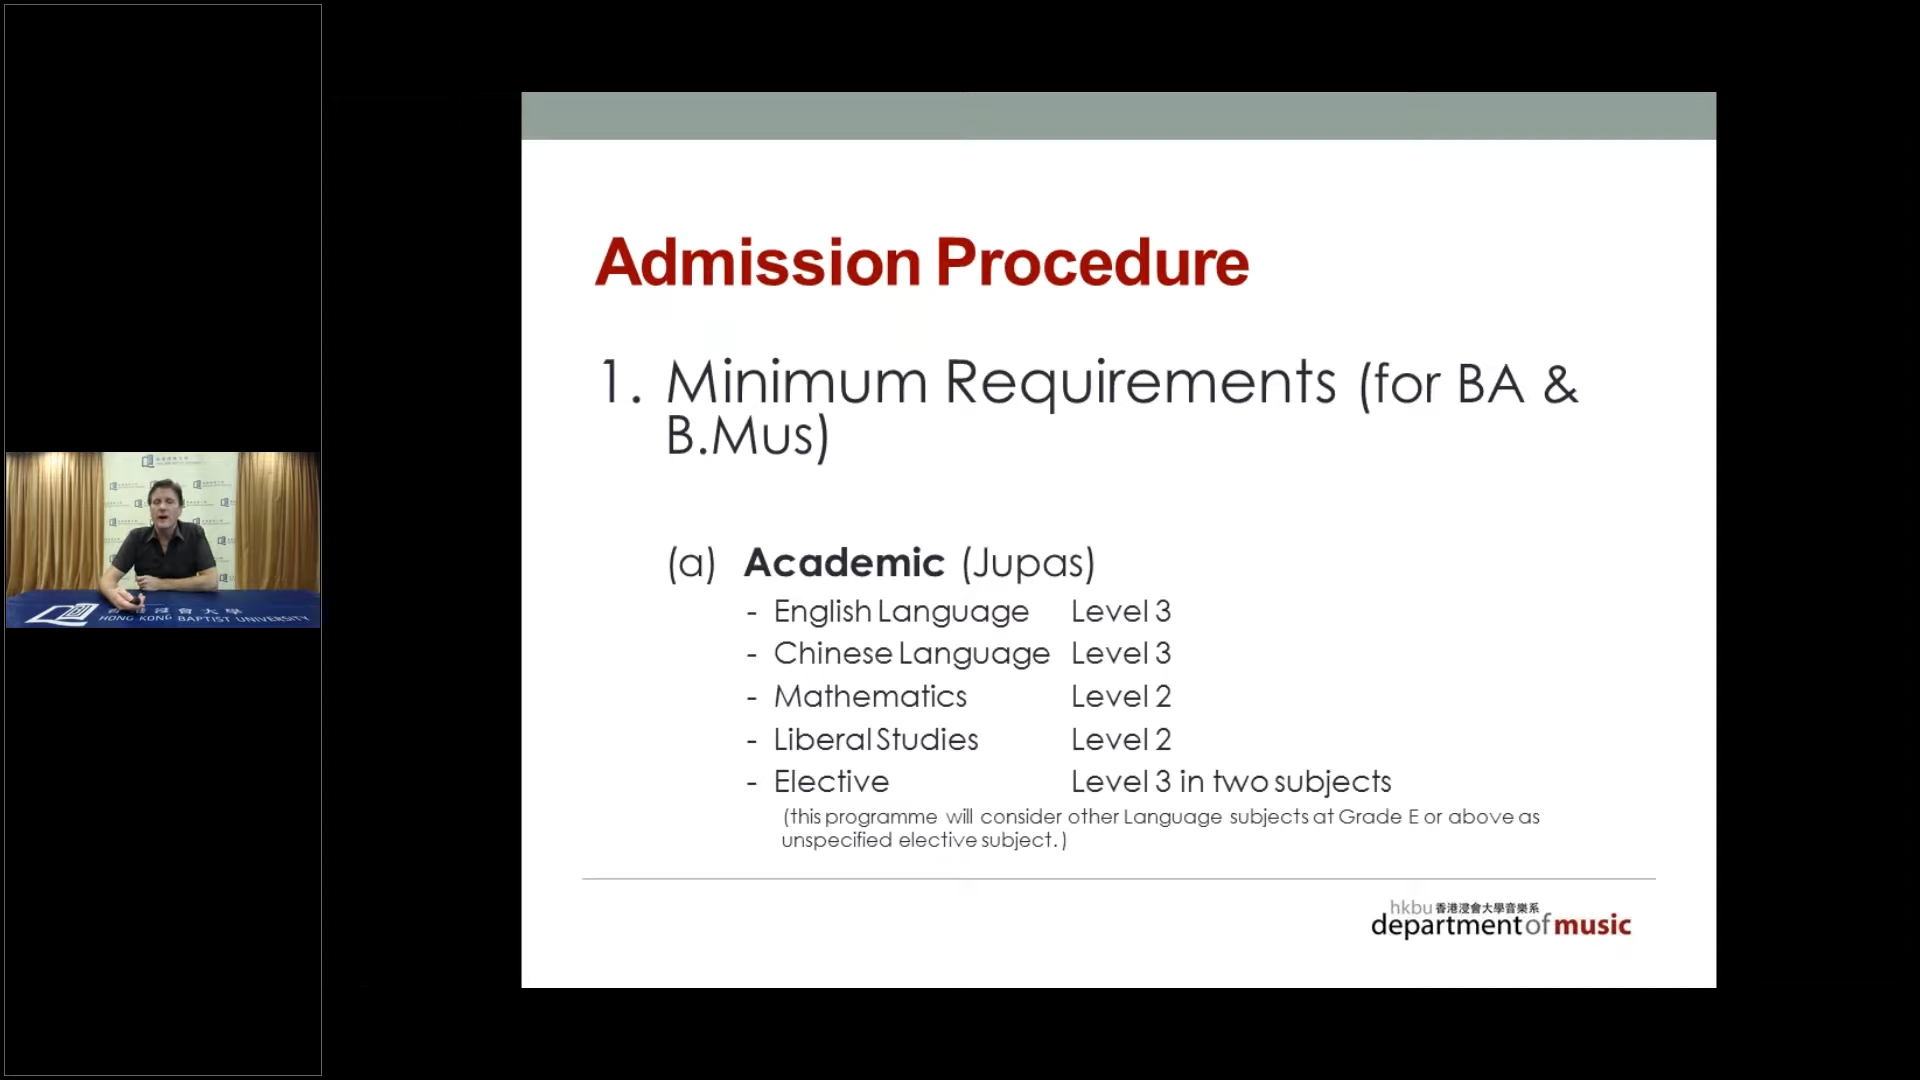 Admission Procedure
1. Minimum Requirements (for BA &
B.Mus)
(a) Academic (Jupas)
- English Language Level 3
- Chinese Language Level 3
- Mathematics Level 2
- Liberal Studies Level 2
- Elective Level 3 in two subjects
(this programme will consider other Language subjects at Grade E or above as
unspecified elective subject.)
hkbu 香港浸會大學音樂系
department of music
香港浸會大學
HONG KONG BAPTIST UNIVERSITY